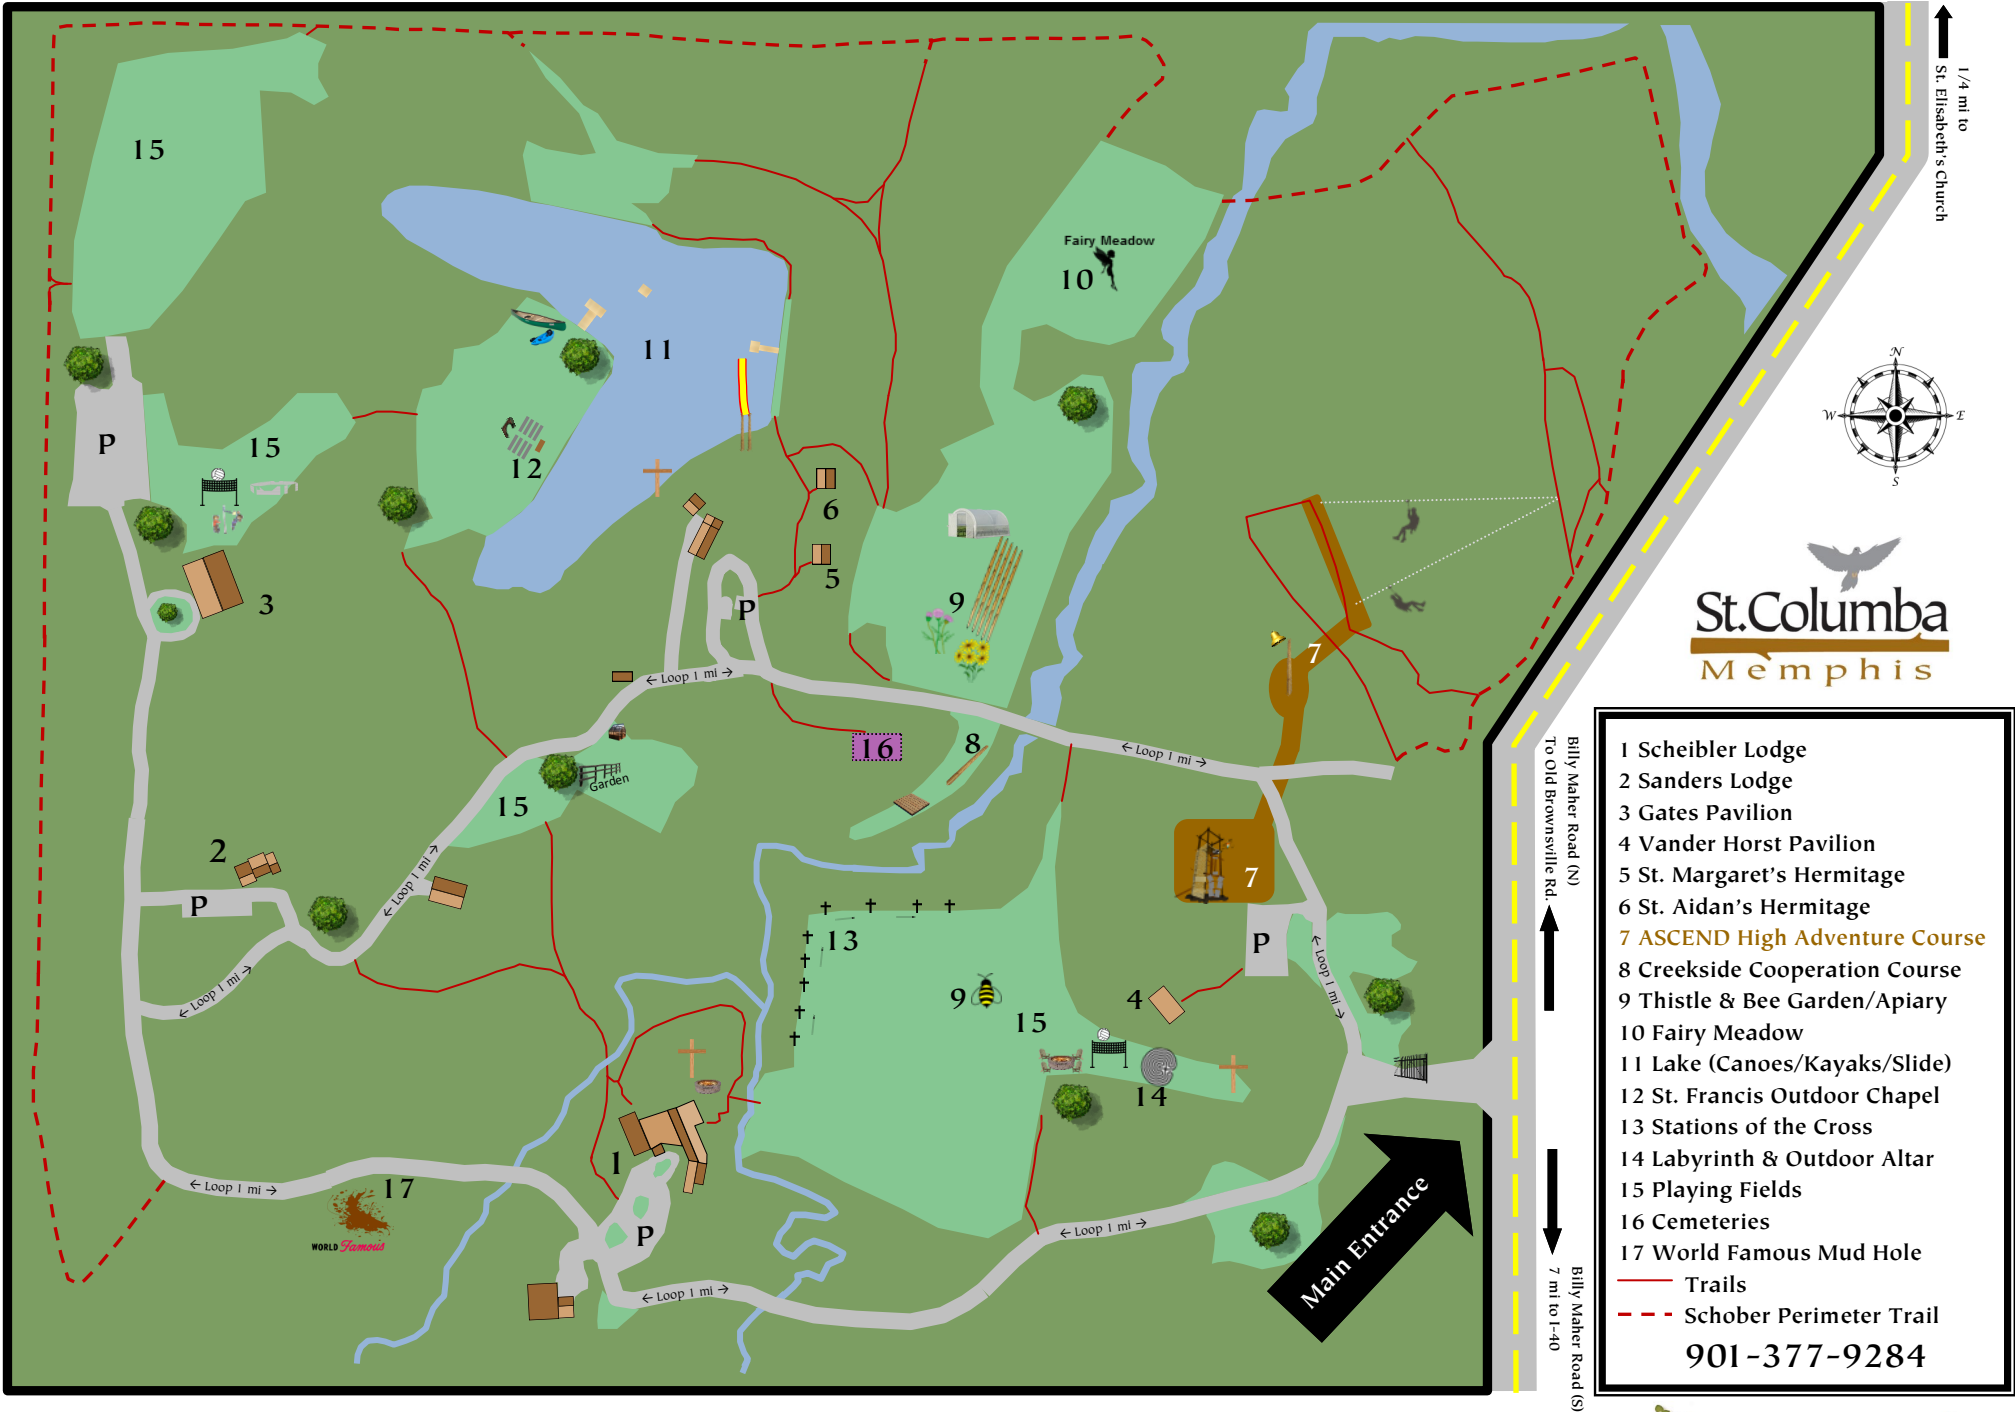 1/4 mi to
St. Elisabeth's Church
15
Fairy Meadow
10
11
P
15
12
6
5
3
9
P
7
← Loop 1 mi →
16
8
← Loop 1 mi →
Garden
15
2
← Loop 1 mi →
P
7
13
P
← Loop 1 mi →
← Loop 1 mi →
9
15
4
14
1
← Loop 1 mi →
17
WORLD Famous
P
← Loop 1 mi →
← Loop 1 mi →
Main Entrance
N
W
E
S
St.Columba
Memphis
Billy Maher Road (N)
To Old Brownsville Rd.
Billy Maher Road (S)
7 mi to I-40
1 Scheibler Lodge
2 Sanders Lodge
3 Gates Pavilion
4 Vander Horst Pavilion
5 St. Margaret's Hermitage
6 St. Aidan's Hermitage
7 ASCEND High Adventure Course
8 Creekside Cooperation Course
9 Thistle & Bee Garden/Apiary
10 Fairy Meadow
11 Lake (Canoes/Kayaks/Slide)
12 St. Francis Outdoor Chapel
13 Stations of the Cross
14 Labyrinth & Outdoor Altar
15 Playing Fields
16 Cemeteries
17 World Famous Mud Hole
Trails
Schober Perimeter Trail
901-377-9284